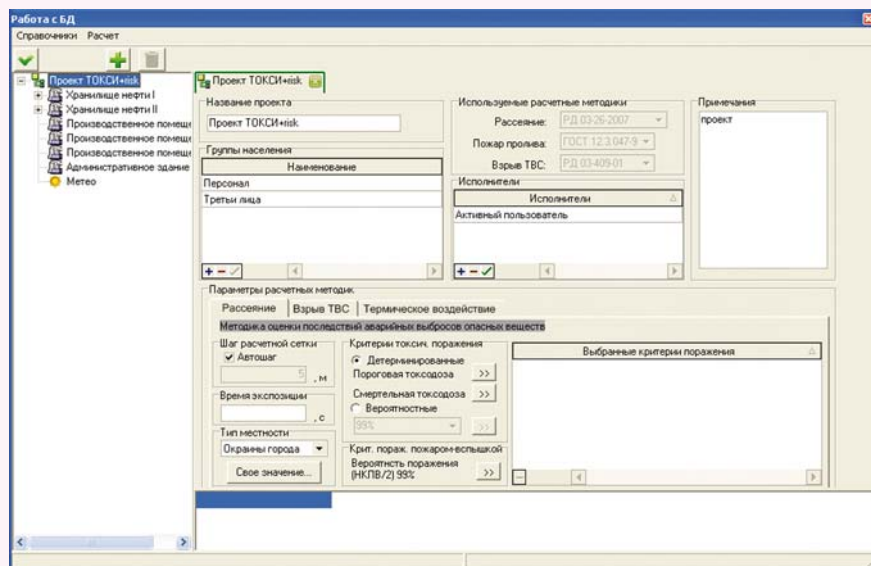 Работа с БД
Справочники Расчет
Проект ТОКСИ+risk
Хранилище нефти I
Хранилище нефти II
Производственное помеще
Производственное помеще
Производственное помеще
Административное здание
Метео
Проект ТОКСИ+risk
Название проекта
Проект ТОКСИ+risk
Группы населения
Наименование
Персонал
Третьи лица
Используемые расчетные методики
Рассеяние: РД 03-26-2007
Пожар пролива: ГОСТ 12.3.047-9
Взрыв ТВС: РД 03-409-01
Исполнители
Исполнители
Активный пользователь
Примечания
проект
Параметры расчетных методик
Рассеяние Взрыв ТВС Термическое воздействие
Методика оценки последствий аварийных выбросов опасных веществ
Шаг расчетной сетки
Автошаг
5 , м
Время экспозиции
, с
Тип местности
Окраины города
Свое значение...
Критерии токсич. поражения
Детерминированные
Пороговая токсодоза >>
Смертельная токсодоза >>
Вероятностные
99% >>
Крит. пораж. пожаром-вспышкой
Вероятнсть поражения
(НКПВ/2) 99% >>
Выбранные критерии поражения